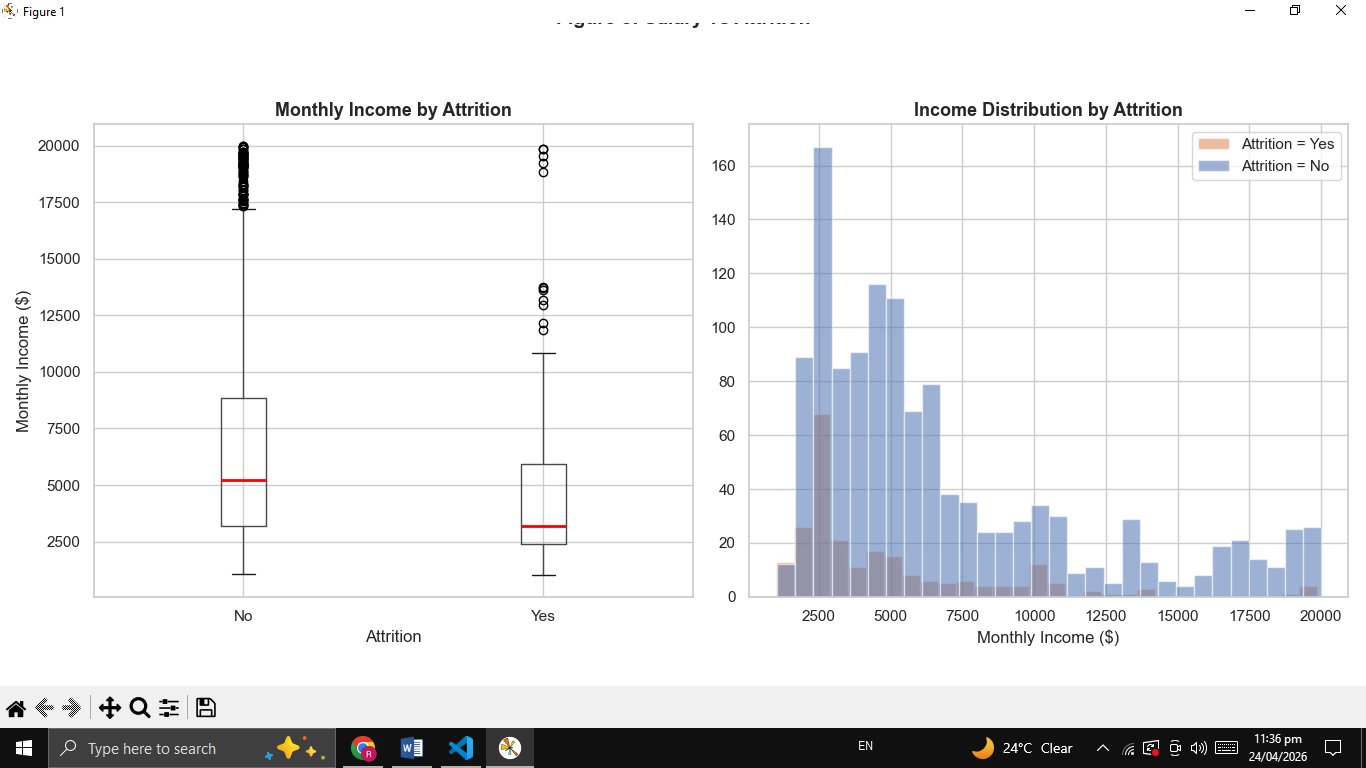 Figure 1
Monthly Income by Attrition
20000
17500
15000
12500
10000
7500
5000
2500
Monthly Income ($)
No
Yes
Attrition
Income Distribution by Attrition
Attrition = Yes
Attrition = No
160
140
120
100
80
60
40
20
0
2500 5000 7500 10000 12500 15000 17500 20000
Monthly Income ($)
Type here to search
R
W
EN
24°C Clear
11:36 pm
24/04/2026